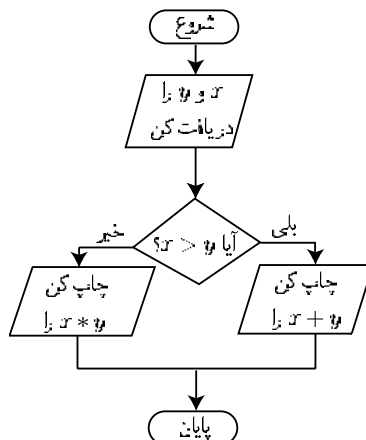 شروع
x و y را
دریافت کن
آیا x > y؟
بلی
خیر
چاپ کن
x + y را
چاپ کن
x * y را
پایان